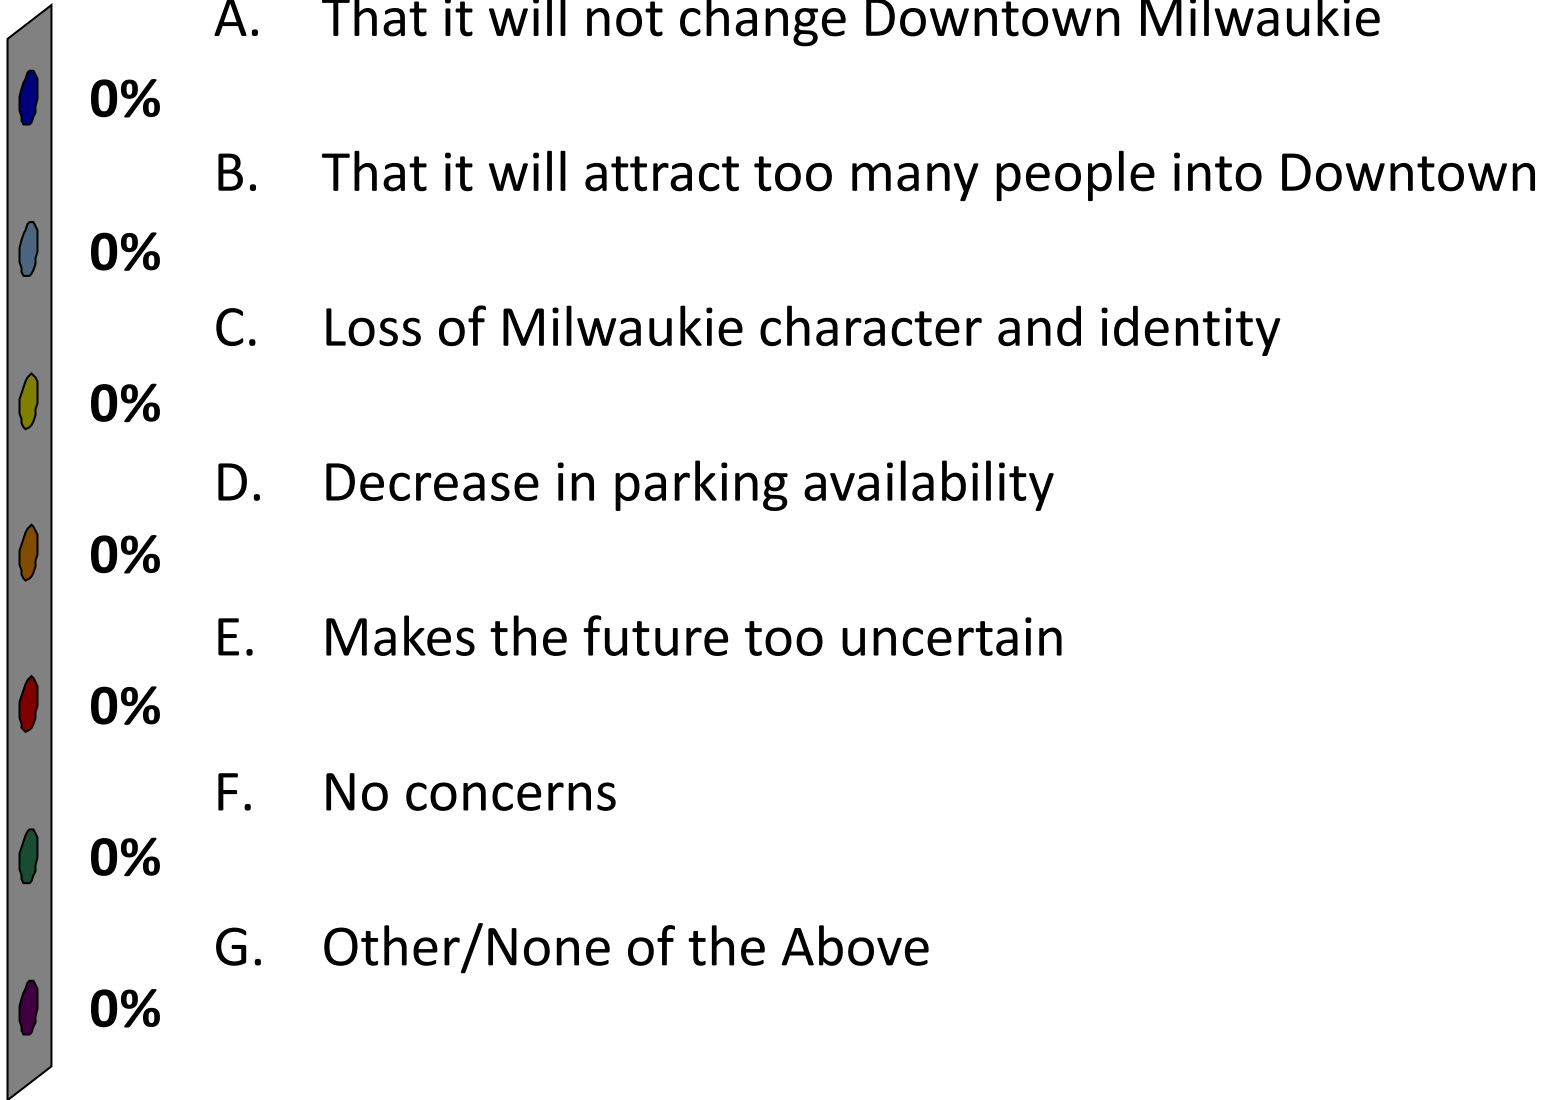 A. That it will not change Downtown Milwaukie
0%
B. That it will attract too many people into Downtown
0%
C. Loss of Milwaukie character and identity
0%
D. Decrease in parking availability
0%
E. Makes the future too uncertain
0%
F. No concerns
0%
G. Other/None of the Above
0%